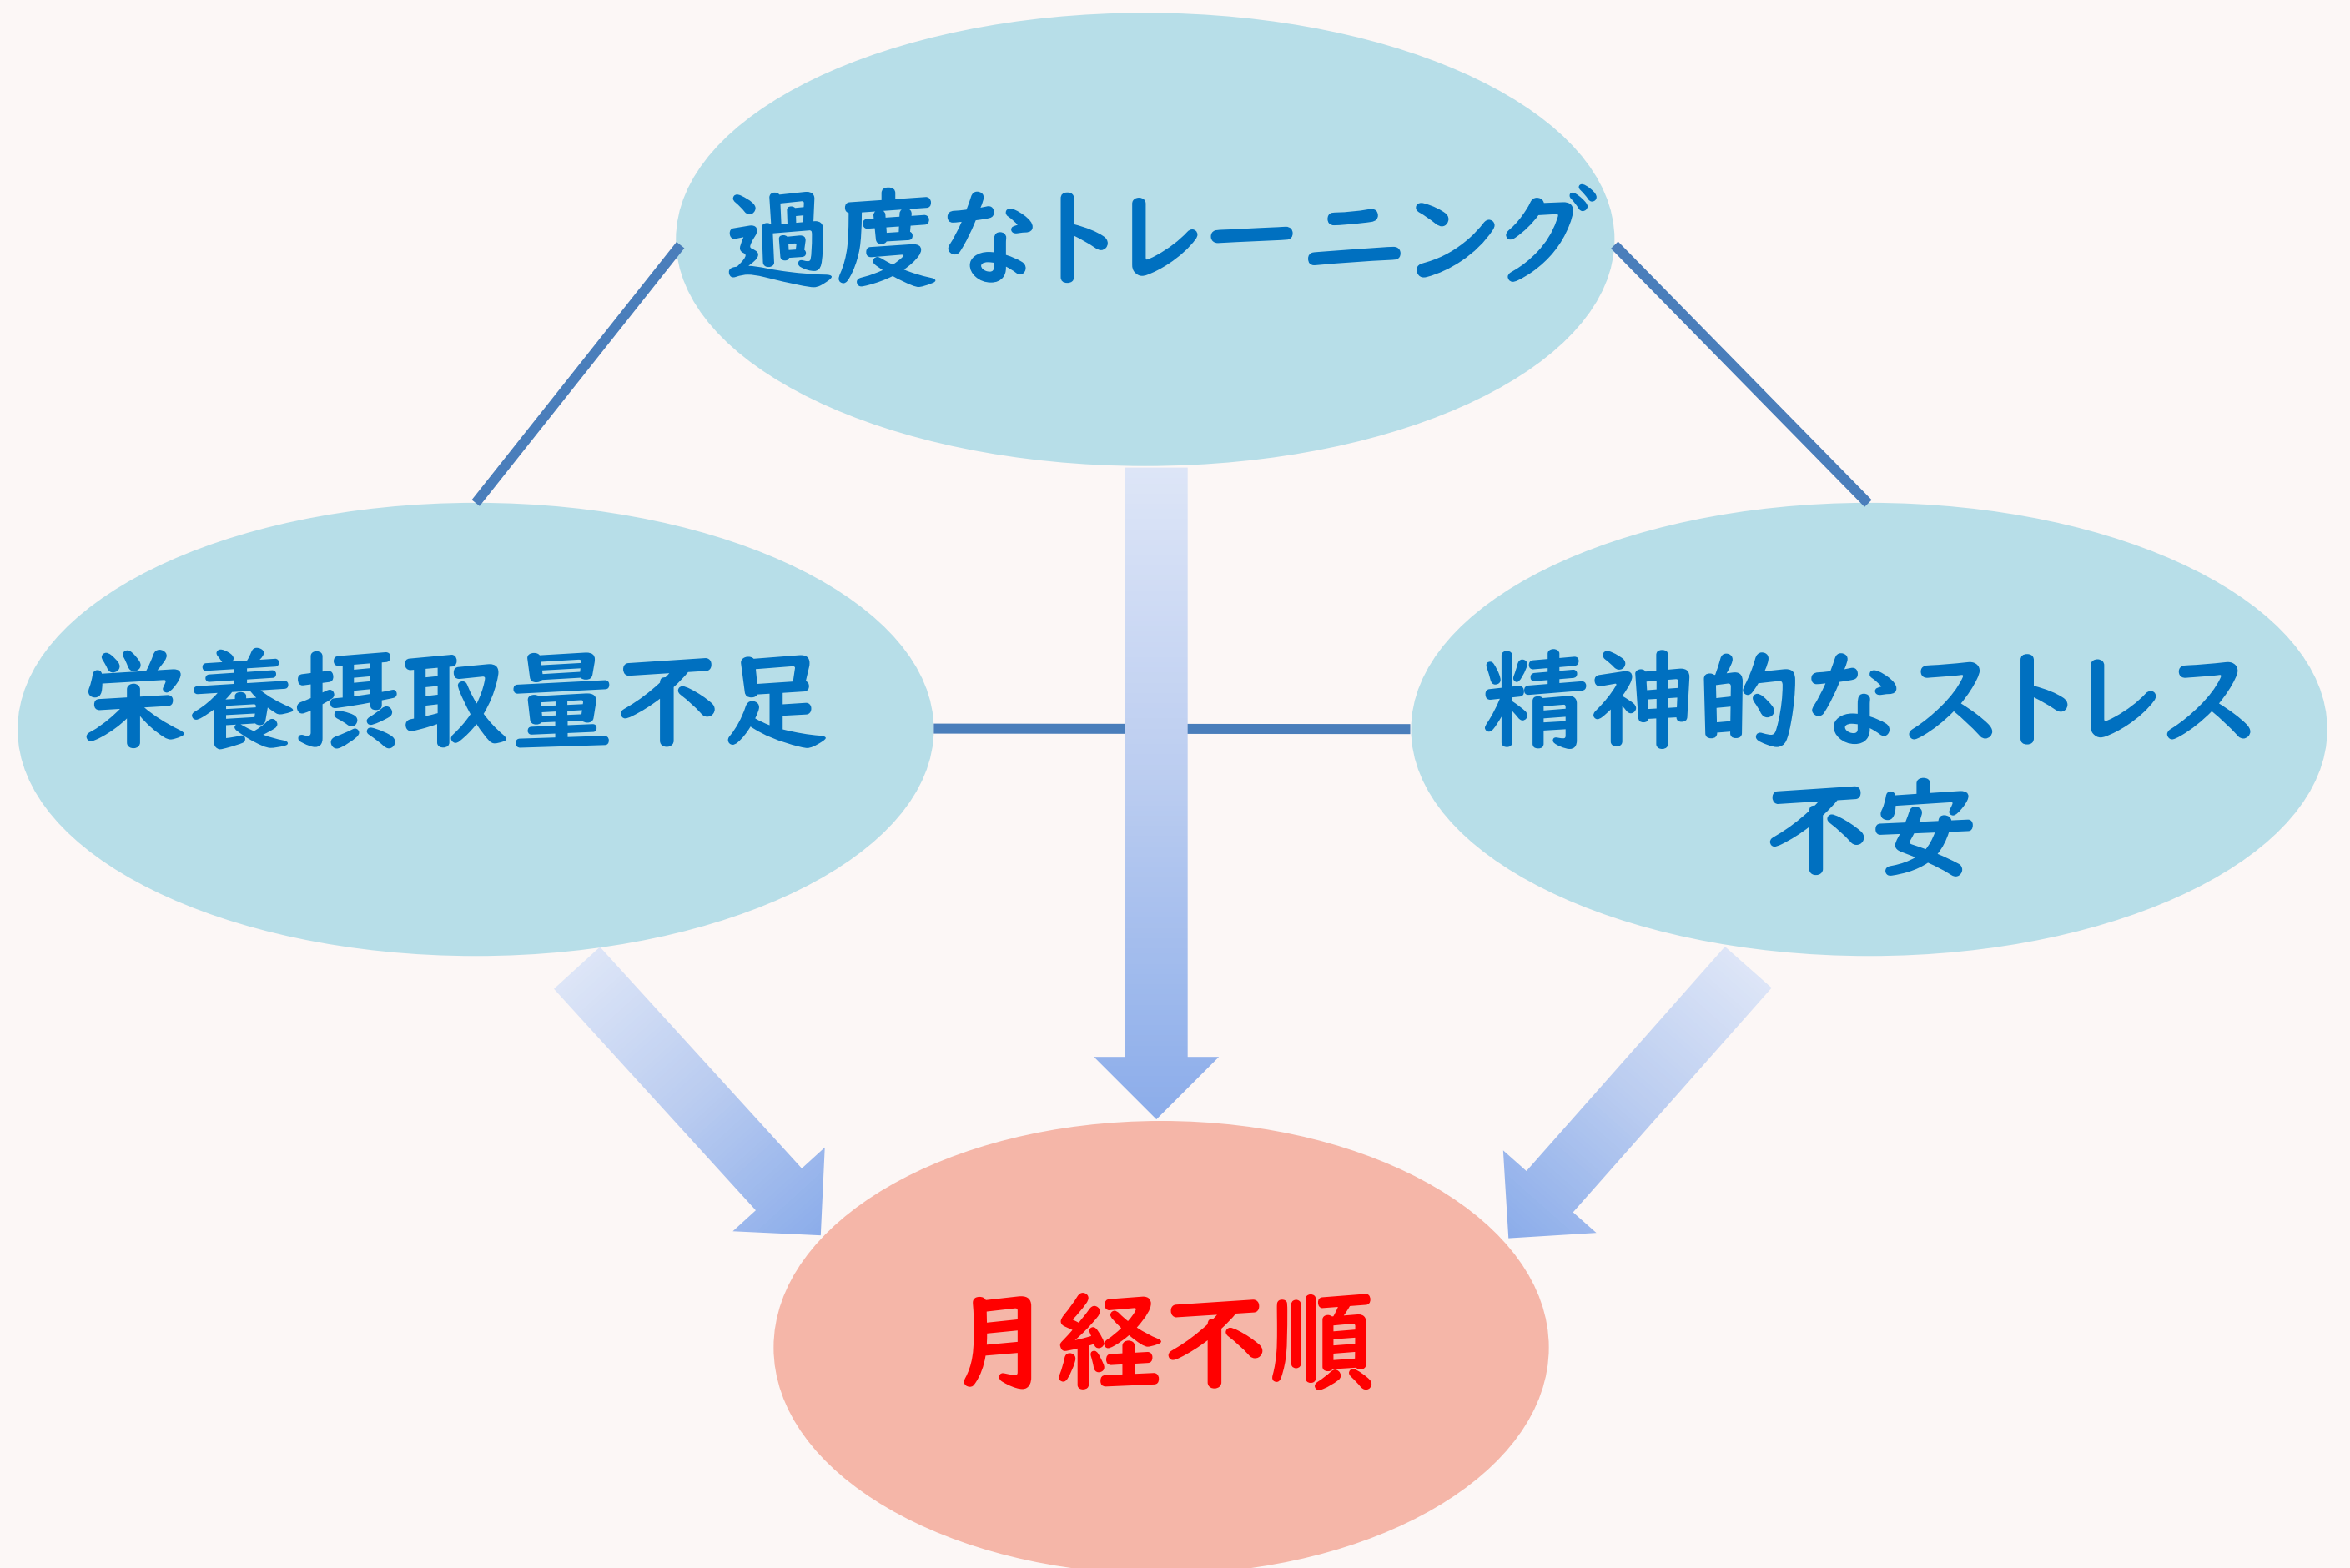 過度なトレーニング
栄養摂取量不足
精神的なストレス
不安
月経不順